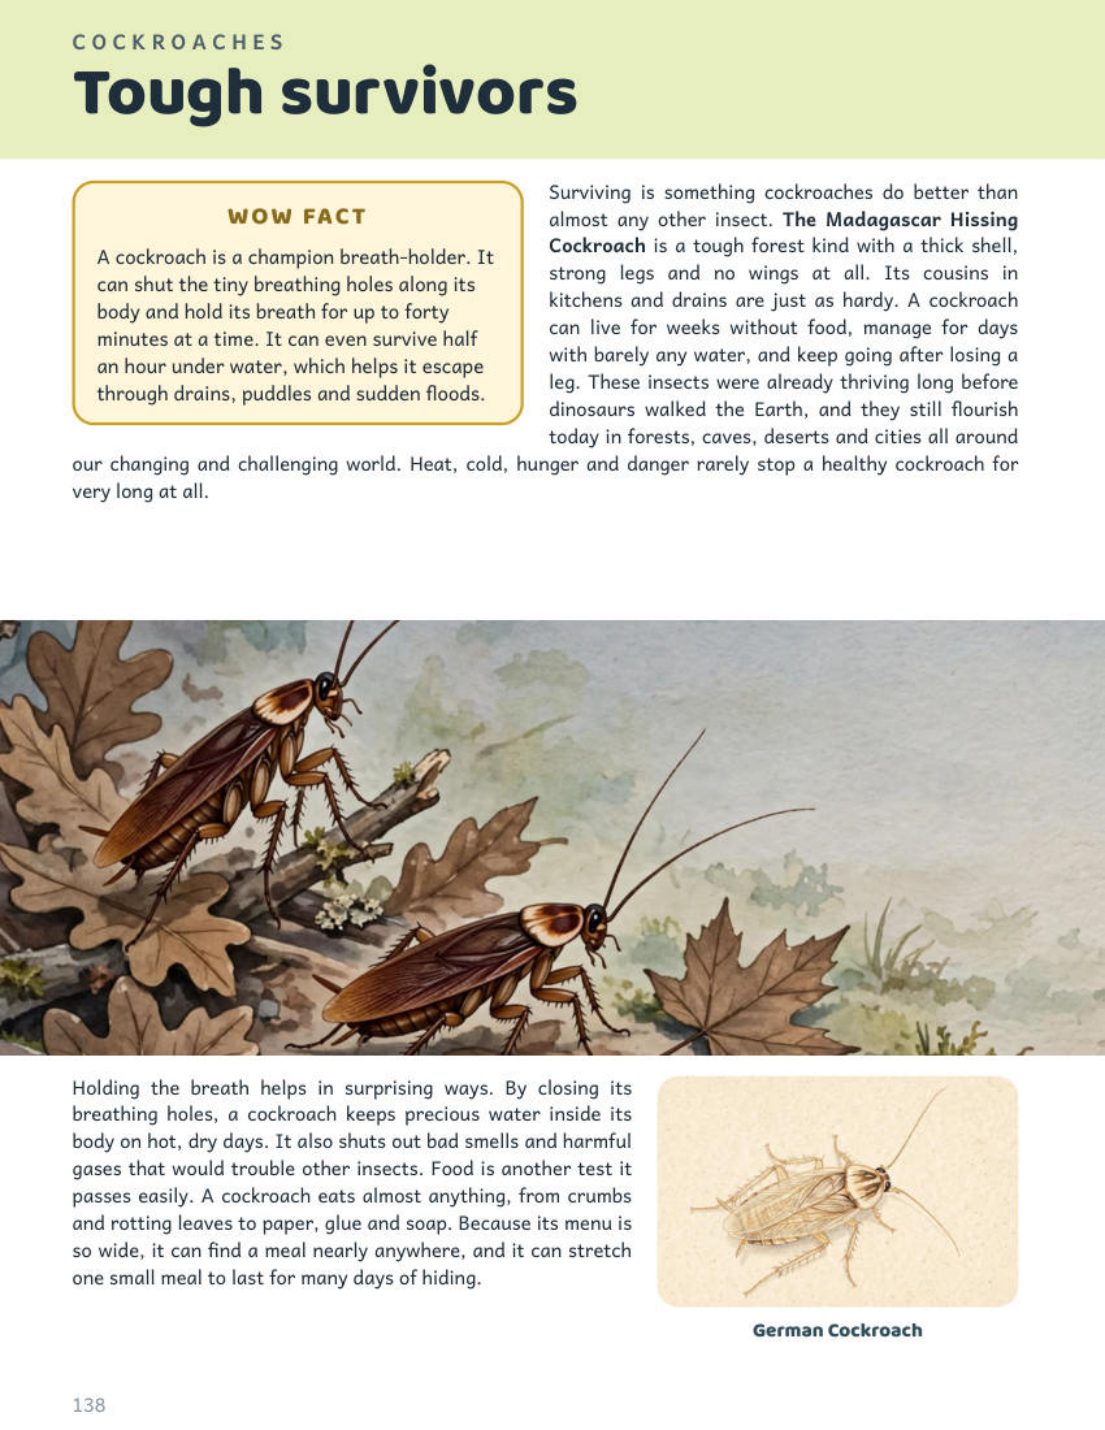 COCKROACHES
Tough survivors
WOW FACT
A cockroach is a champion breath-holder. It
can shut the tiny breathing holes along its
body and hold its breath for up to forty
minutes at a time. It can even survive half
an hour under water, which helps it escape
through drains, puddles and sudden floods.
Surviving is something cockroaches do better than
almost any other insect. The Madagascar Hissing
Cockroach is a tough forest kind with a thick shell,
strong legs and no wings at all. Its cousins in
kitchens and drains are just as hardy. A cockroach
can live for weeks without food, manage for days
with barely any water, and keep going after losing a
leg. These insects were already thriving long before
dinosaurs walked the Earth, and they still flourish
today in forests, caves, deserts and cities all around
our changing and challenging world. Heat, cold, hunger and danger rarely stop a healthy cockroach for
very long at all.
Holding the breath helps in surprising ways. By closing its
breathing holes, a cockroach keeps precious water inside its
body on hot, dry days. It also shuts out bad smells and harmful
gases that would trouble other insects. Food is another test it
passes easily. A cockroach eats almost anything, from crumbs
and rotting leaves to paper, glue and soap. Because its menu is
so wide, it can find a meal nearly anywhere, and it can stretch
one small meal to last for many days of hiding.
German Cockroach
138